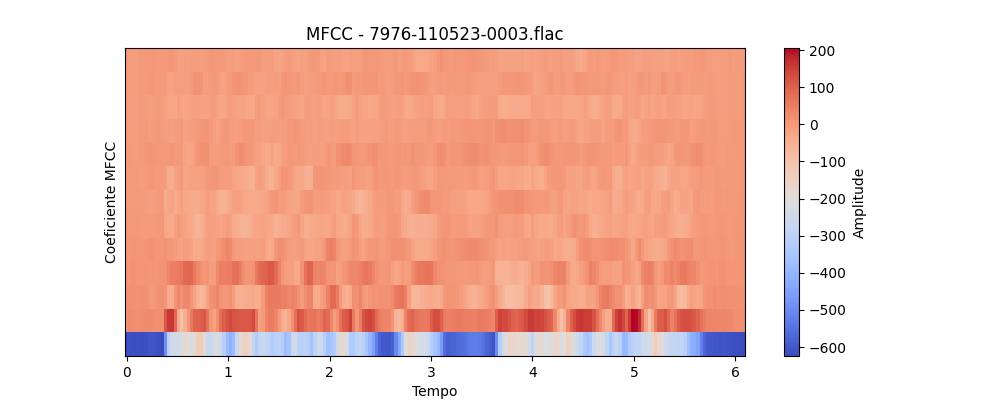 MFCC - 7976-110523-0003.flac
Coeficiente MFCC
0 1 2 3 4 5 6
Tempo
200
100
0
−100
−200
−300
−400
−500
−600
Amplitude